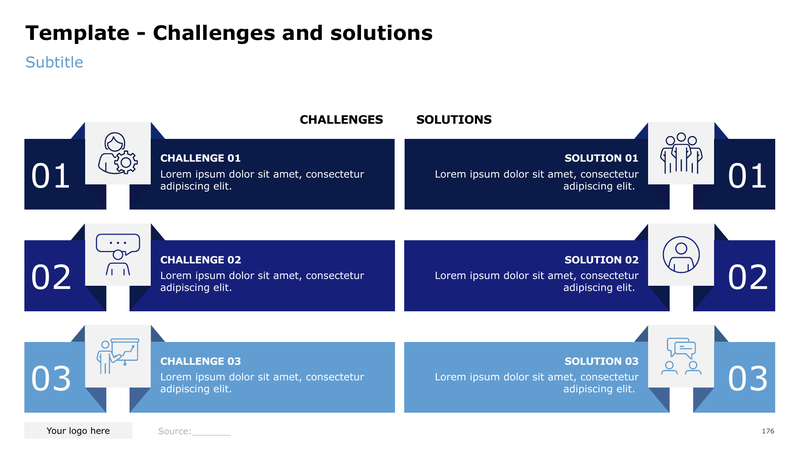 Template - Challenges and solutions
Subtitle
CHALLENGES
SOLUTIONS
01
CHALLENGE 01
Lorem ipsum dolor sit amet, consectetur
adipiscing elit.
SOLUTION 01
Lorem ipsum dolor sit amet, consectetur
adipiscing elit.
01
02
CHALLENGE 02
Lorem ipsum dolor sit amet, consectetur
adipiscing elit.
SOLUTION 02
Lorem ipsum dolor sit amet, consectetur
adipiscing elit.
02
03
CHALLENGE 03
Lorem ipsum dolor sit amet, consectetur
adipiscing elit.
SOLUTION 03
Lorem ipsum dolor sit amet, consectetur
adipiscing elit.
03
Your logo here
Source:_______
176